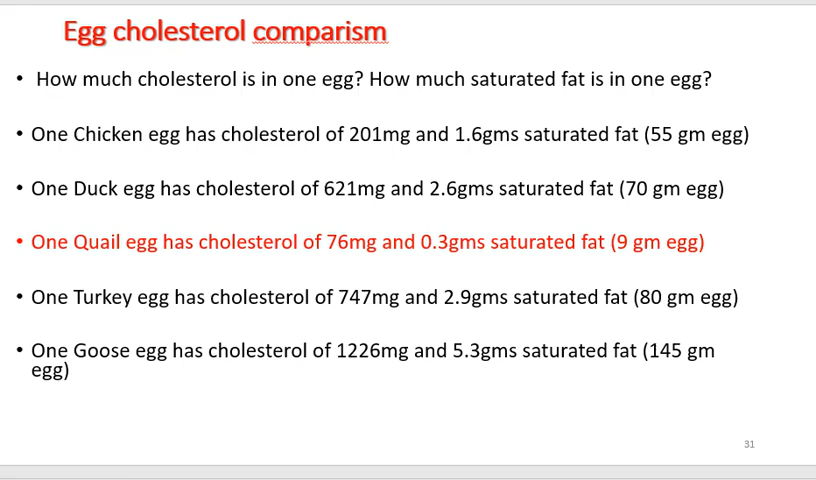 Egg cholesterol comparism
• How much cholesterol is in one egg? How much saturated fat is in one egg?
• One Chicken egg has cholesterol of 201mg and 1.6gms saturated fat (55 gm egg)
• One Duck egg has cholesterol of 621mg and 2.6gms saturated fat (70 gm egg)
• One Quail egg has cholesterol of 76mg and 0.3gms saturated fat (9 gm egg)
• One Turkey egg has cholesterol of 747mg and 2.9gms saturated fat (80 gm egg)
• One Goose egg has cholesterol of 1226mg and 5.3gms saturated fat (145 gm
egg)
31